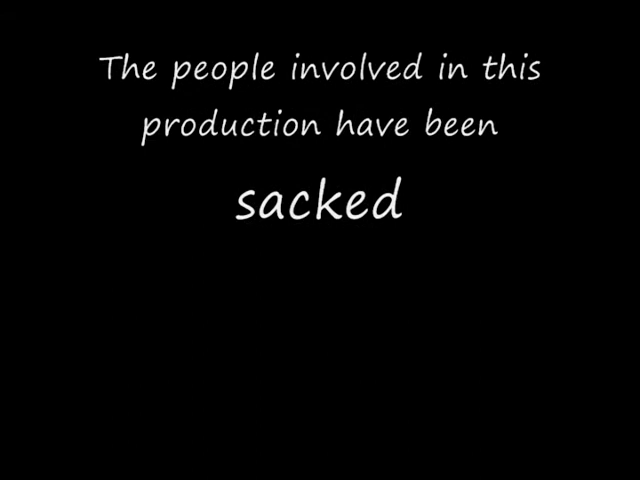 The people involved in this
production have been
sacked